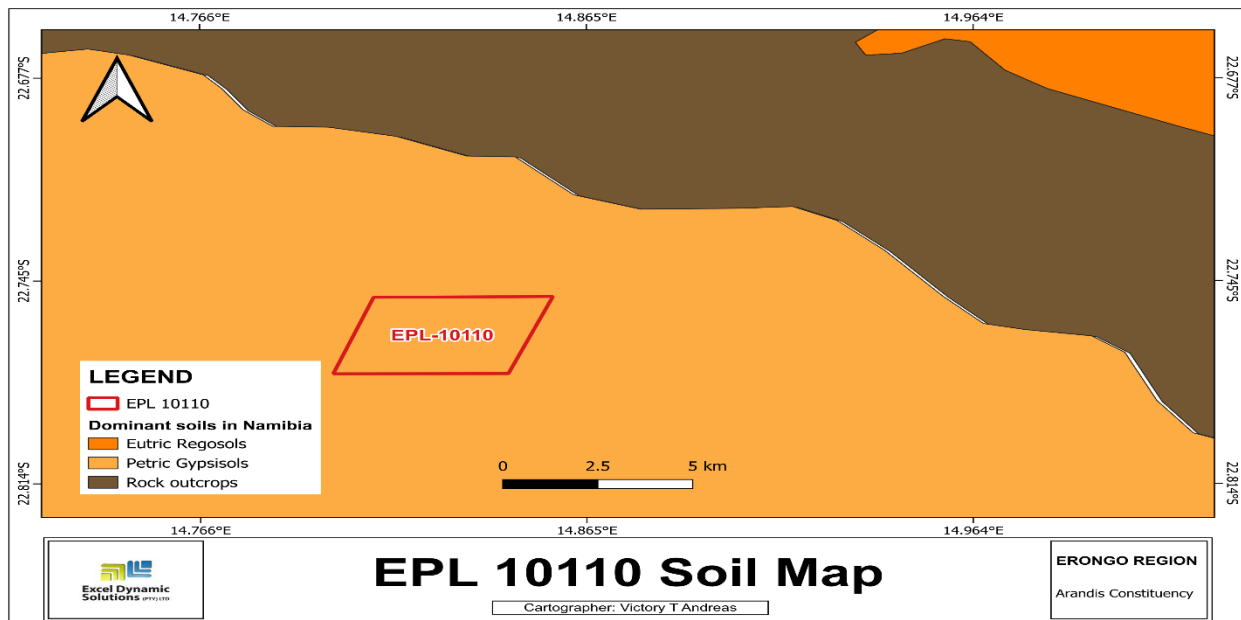 14.766°E 14.865°E 14.964°E
22.677°S 22.677°S
22.745°S 22.745°S
EPL-10110
LEGEND
EPL 10110
Dominant soils in Namibia
Eutric Regosols
Petric Gypsisols
Rock outcrops
0 2.5 5 km
22.814°S 22.814°S
14.766°E 14.865°E 14.964°E
Excel Dynamic
Solutions (PTY) LTD
EPL 10110 Soil Map
Cartographer: Victory T Andreas
ERONGO REGION
Arandis Constituency